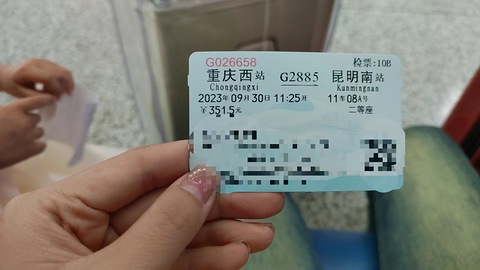 G026658 检票:10B
重庆西站 G2885 昆明南站
Chongqingxi Kunmingnan
2023年09月30日11:25开 11车08A号
￥351.5元 二等座